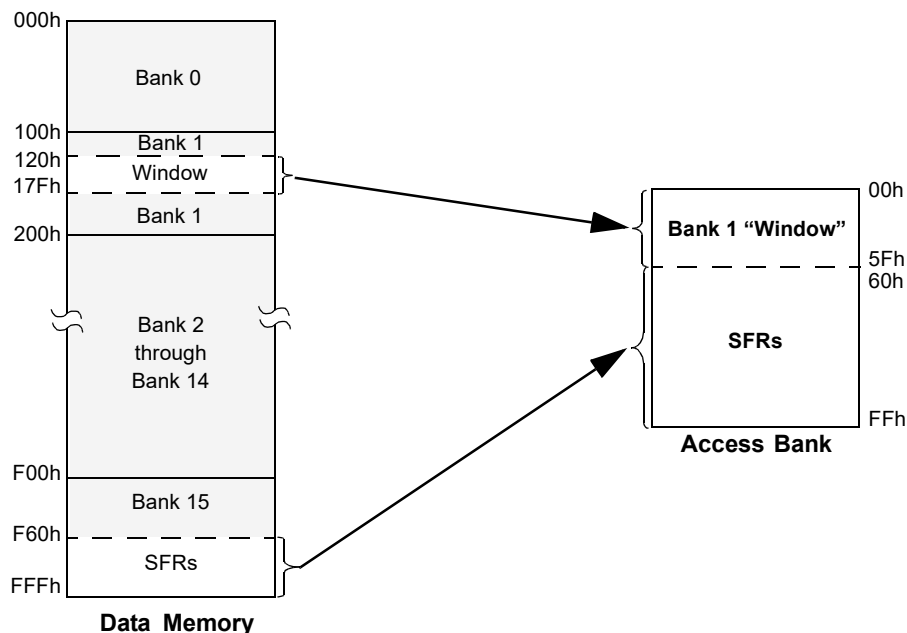 000h
Bank 0
100h
Bank 1
120h
Window
17Fh
Bank 1
200h
Bank 2
through
Bank 14
F00h
Bank 15
F60h
SFRs
FFFh
Data Memory
00h
Bank 1 “Window”
5Fh
60h
SFRs
FFh
Access Bank